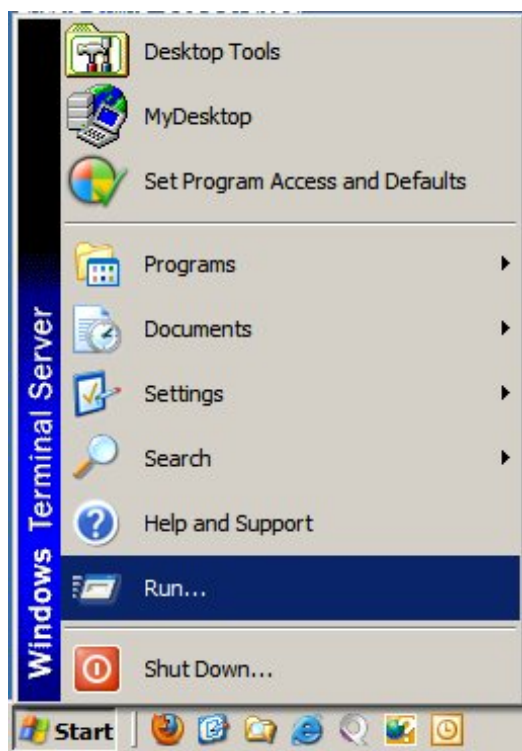 Desktop Tools
MyDesktop
Set Program Access and Defaults
Programs
Documents
Settings
Search
Help and Support
Run...
Shut Down...
Windows Terminal Server
Start